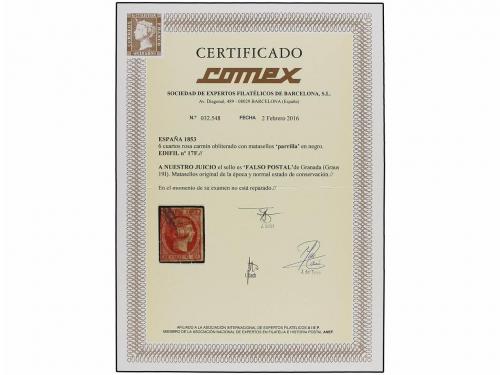 CERTIFICADO
comex
SOCIEDAD DE EXPERTOS FILATÉLICOS DE BARCELONA, S.L.
Av. Diagonal, 489 - 08029 BARCELONA (España)
N.º 032.548 FECHA 2 Febrero 2016
ESPAÑA 1853
6 cuartos rosa carmín obliterado con matasellos 'parrilla' en negro.
EDIFIL nº 17F.//
A NUESTRO JUICIO el sello es 'FALSO POSTAL' de Granada (Graus
19I). Matasellos original de la época y normal estado de conservación.//
En el momento de su examen no está reparado.//
AFILIADO A LA ASOCIACIÓN INTERNACIONAL DE EXPERTOS FILATÉLICOS A I E P.
MIEMBRO DE LA ASOCIACIÓN NACIONAL DE EXPERTOS EN FILATELIA E HISTORIA POSTAL ANEF.